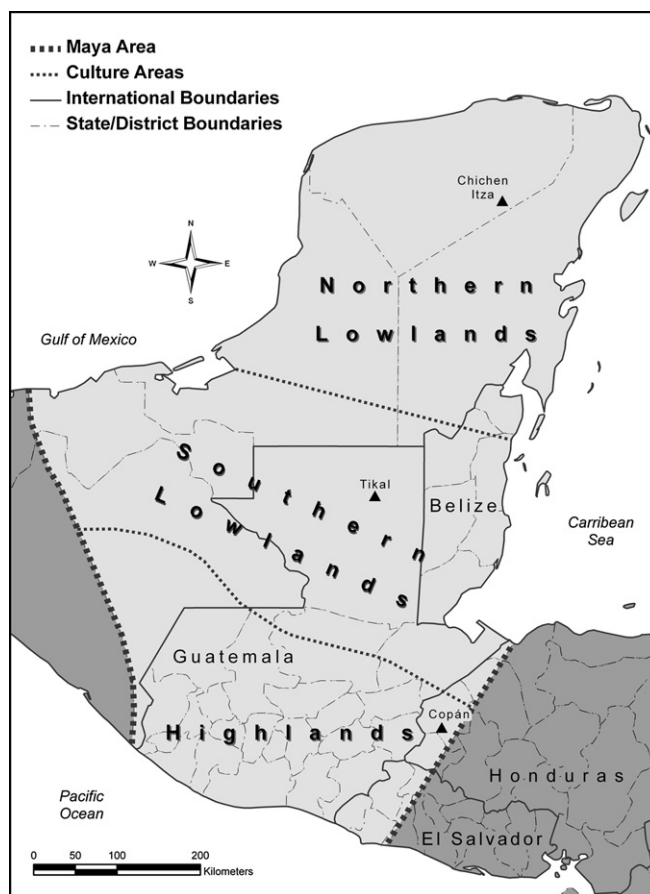 Maya Area
Culture Areas
International Boundaries
State/District Boundaries
Chichen
Itza
N
W E
S
Northern
Lowlands
Gulf of Mexico
Southern
Lowlands
Tikal
Belize
Carribean
Sea
Guatemala
Copán
Highlands
Honduras
Pacific
Ocean
El Salvador
0 50 100 200
Kilometers